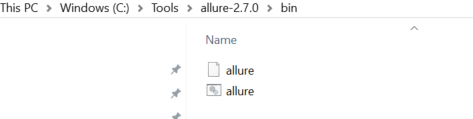 This PC > Windows (C:) > Tools > allure-2.7.0 > bin
Name
allure
allure